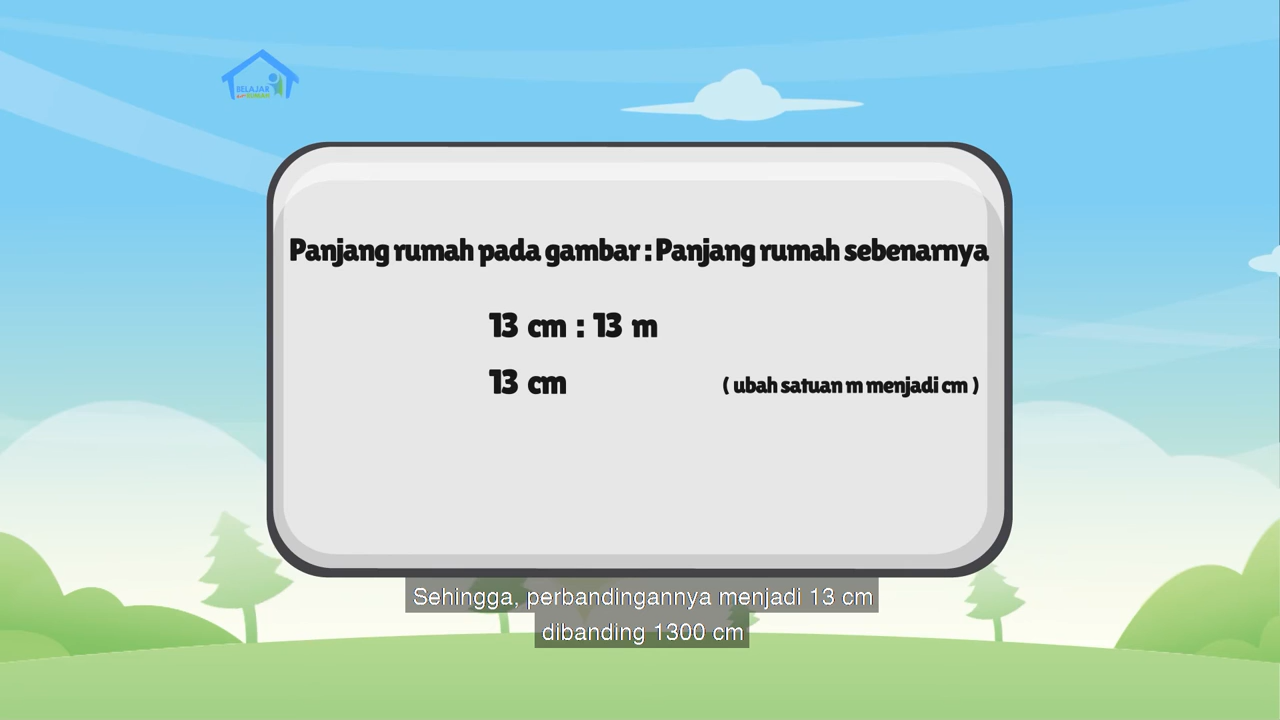 BELAJAR
Panjang rumah pada gambar : Panjang rumah sebenarnya
13 cm : 13 m
13 cm ( ubah satuan m menjadi cm )
Sehingga, perbandingannya menjadi 13 cm
dibanding 1300 cm